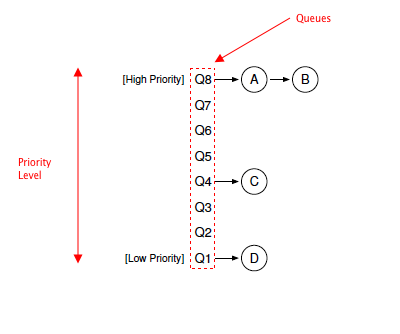 Queues
[High Priority] Q8 A B
Q7
Q6
Q5
Priority
Level
Q4 C
Q3
Q2
[Low Priority] Q1 D